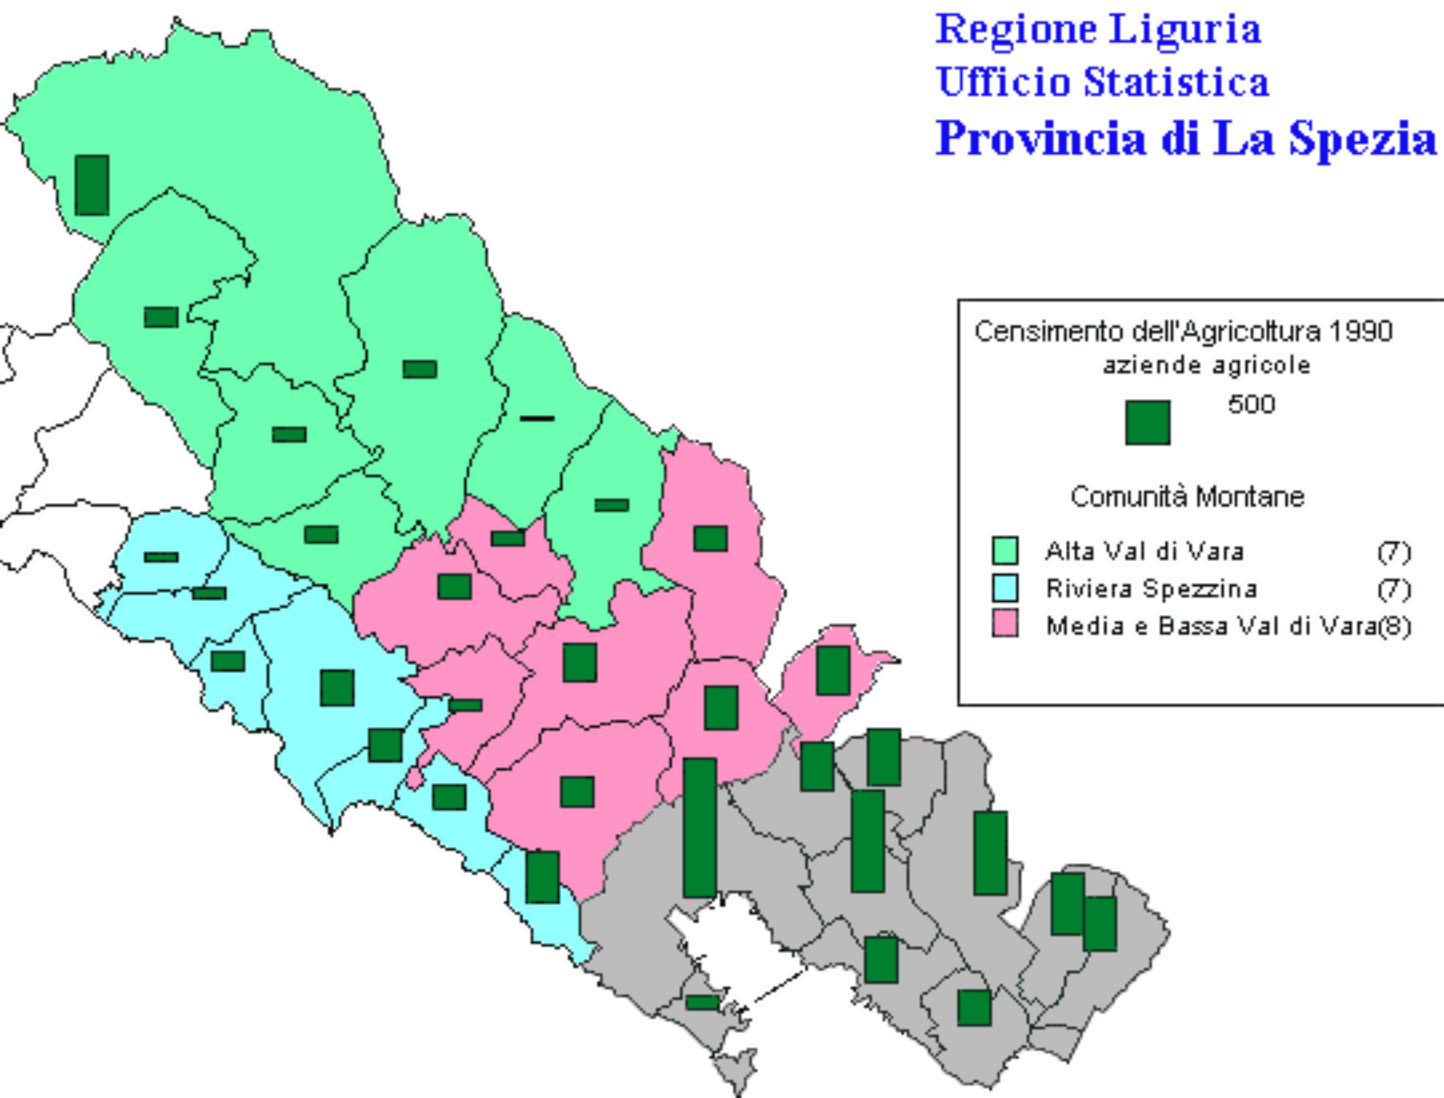 Regione Liguria
Ufficio Statistica
Provincia di La Spezia
Censimento dell'Agricoltura 1990
aziende agricole
500
Comunità Montane
Alta Val di Vara (7)
Riviera Spezzina (7)
Media e Bassa Val di Vara(8)